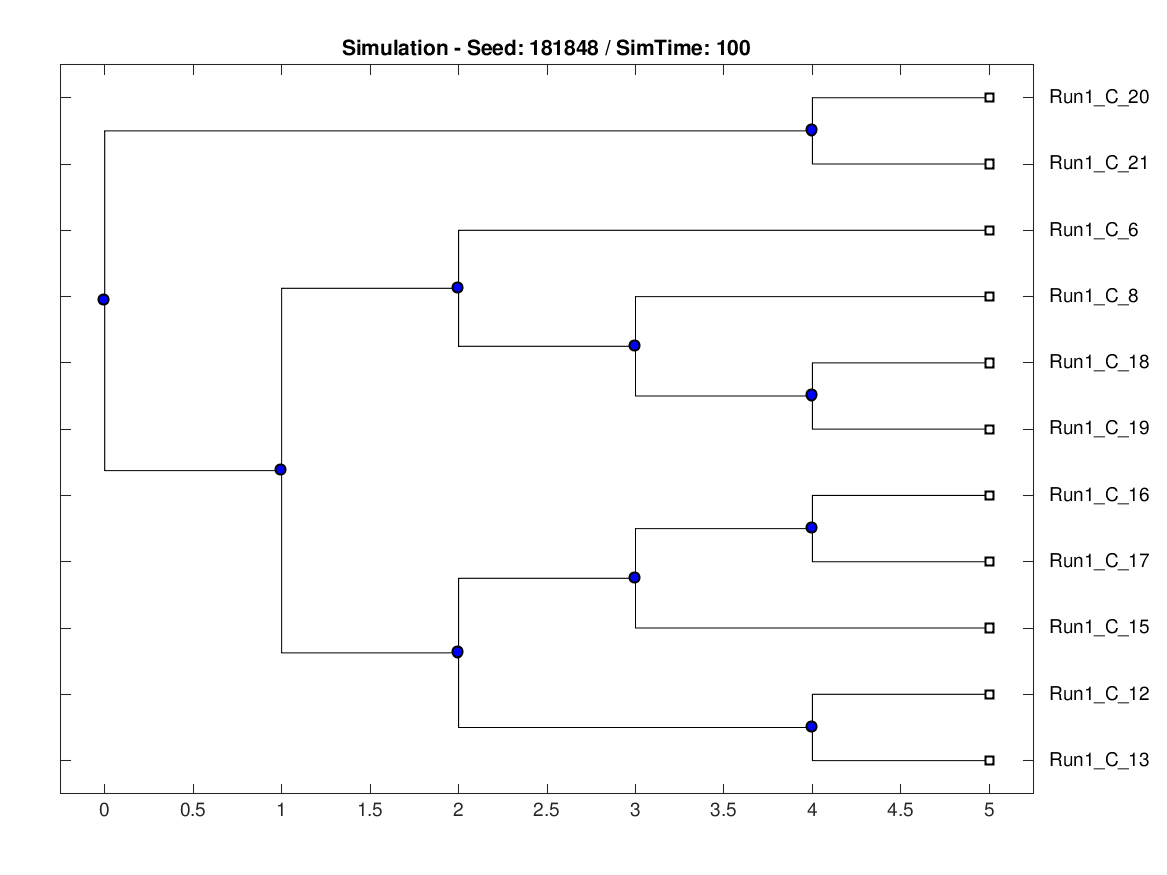 Simulation - Seed: 181848 / SimTime: 100
Run1_C_20
Run1_C_21
Run1_C_6
Run1_C_8
Run1_C_18
Run1_C_19
Run1_C_16
Run1_C_17
Run1_C_15
Run1_C_12
Run1_C_13
0 0.5 1 1.5 2 2.5 3 3.5 4 4.5 5